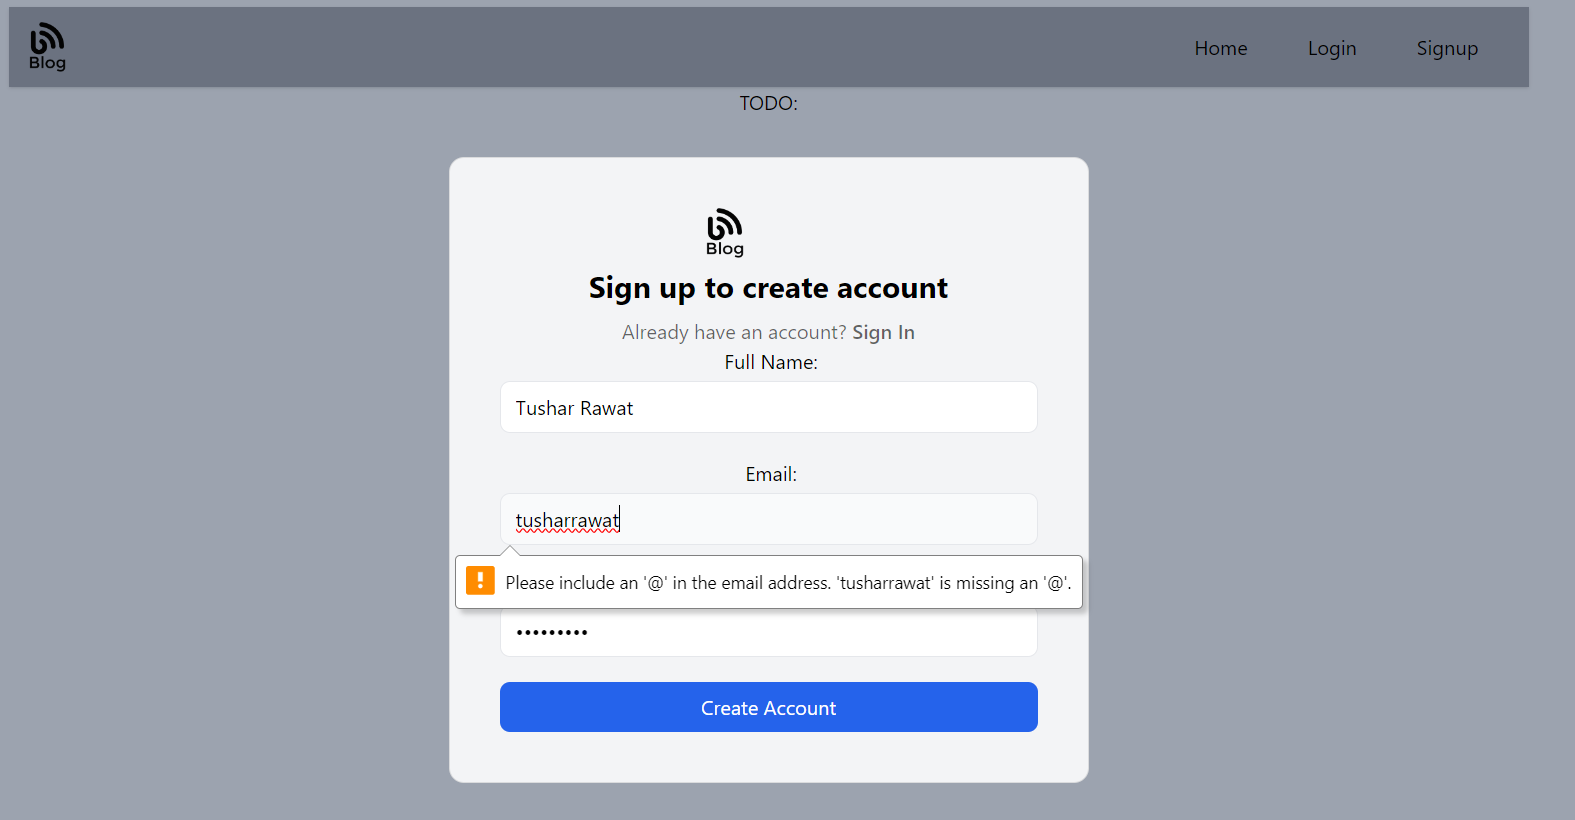 Blog
Home Login Signup
TODO:
Blog
Sign up to create account
Already have an account? Sign In
Full Name:
Tushar Rawat
Email:
tusharrawat
Please include an '@' in the email address. 'tusharrawat' is missing an '@'.
•••••••••
Create Account